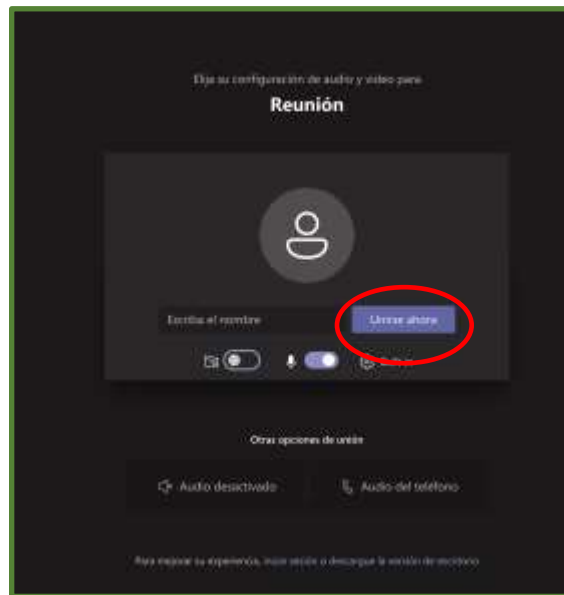 Elija su configuración de audio y vídeo para
Reunión
Escriba el nombre
Unirse ahora
Otras opciones de unión
Audio desactivado
Audio del teléfono
Para mejorar su experiencia, inicie sesión o descargue la versión de escritorio